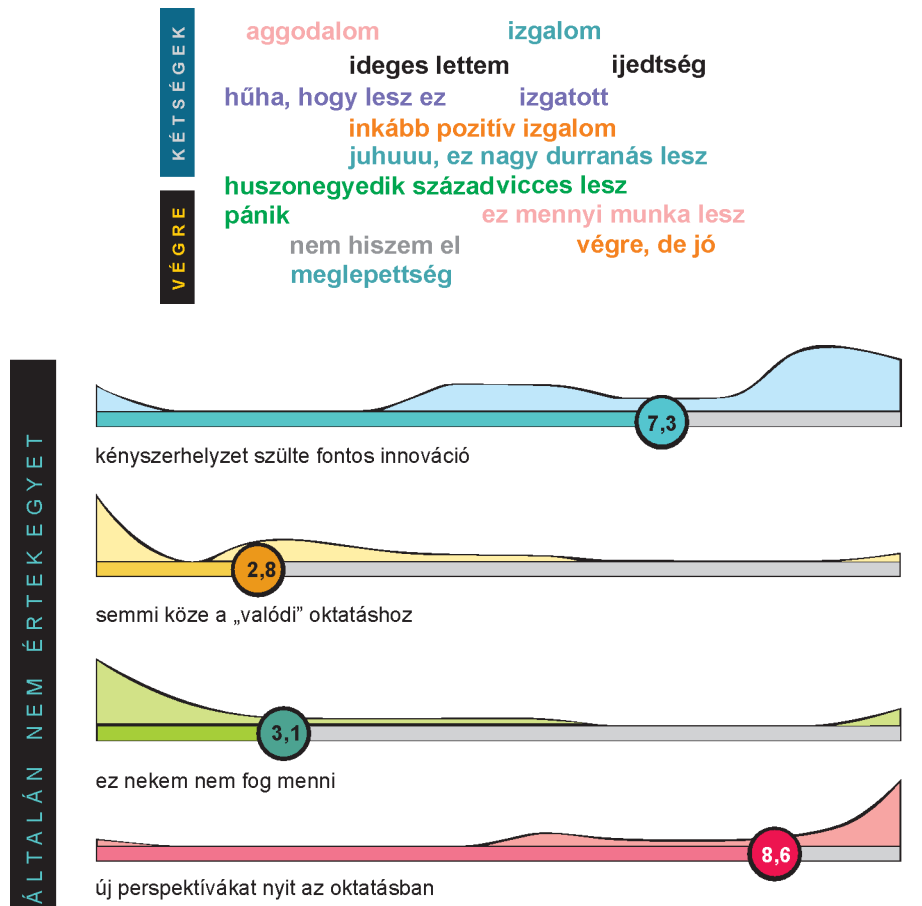 KÉTSÉGEK
aggodalom izgalom
ideges lettem ijedtség
hűha, hogy lesz ez izgatott
inkább pozitív izgalom
juhuuu, ez nagy durranás lesz
huszonegyedik század vicces lesz
VÉGRE
pánik ez mennyi munka lesz
nem hiszem el végre, de jó
meglepettség
ÁLTALÁN NEM ÉRTEKEGYET
7,3
kényszerhelyzet szülte fontos innováció
2,8
semmi köze a „valódi” oktatáshoz
3,1
ez nekem nem fog menni
8,6
új perspektívákat nyit az oktatásban